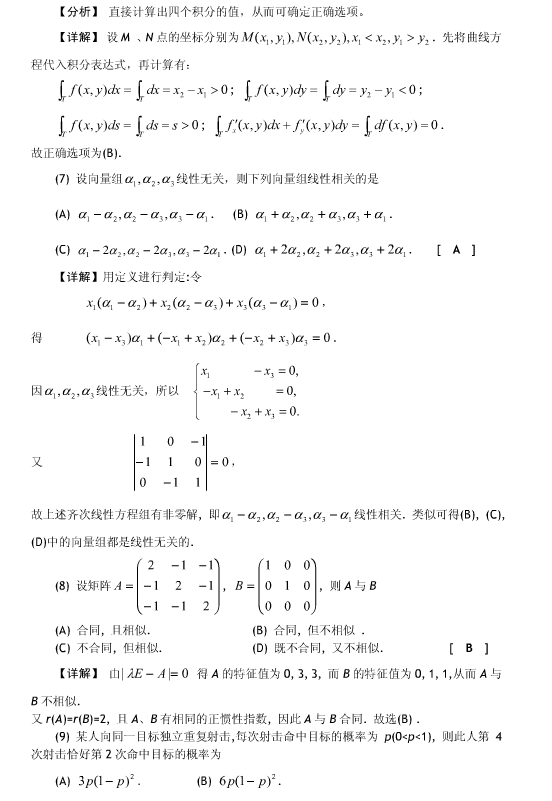 【分析】 直接计算出四个积分的值，从而可确定正确选项。
【详解】 设 M 、N 点的坐标分别为 M(x₁, y₁), N(x₂, y₂), x₁ < x₂, y₁ > y₂ . 先将曲线方
程代入积分表达式，再计算有:
∫_Γ f(x, y)dx = ∫_Γ dx = x₂ − x₁ > 0 ; ∫_Γ f(x, y)dy = ∫_Γ dy = y₂ − y₁ < 0 ;
∫_Γ f(x, y)ds = ∫_Γ ds = s > 0 ; ∫_Γ f′ₓ(x, y)dx + f′_y(x, y)dy = ∫_Γ df(x, y) = 0 .
故正确选项为(B).
(7) 设向量组 α₁, α₂, α₃ 线性无关，则下列向量组线性相关的是
(A) α₁ − α₂, α₂ − α₃, α₃ − α₁ . (B) α₁ + α₂, α₂ + α₃, α₃ + α₁ .
(C) α₁ − 2α₂, α₂ − 2α₃, α₃ − 2α₁ . (D) α₁ + 2α₂, α₂ + 2α₃, α₃ + 2α₁ . [ A ]
【详解】用定义进行判定:令
x₁(α₁ − α₂) + x₂(α₂ − α₃) + x₃(α₃ − α₁) = 0 ,
得 (x₁ − x₃)α₁ + (−x₁ + x₂)α₂ + (−x₂ + x₃)α₃ = 0 .
x₁ − x₃ = 0,
因 α₁, α₂, α₃ 线性无关，所以 −x₁ + x₂ = 0,
− x₂ + x₃ = 0.
1 0 −1
又 −1 1 0 = 0 ,
0 −1 1
故上述齐次线性方程组有非零解，即 α₁ − α₂, α₂ − α₃, α₃ − α₁ 线性相关. 类似可得(B), (C),
(D)中的向量组都是线性无关的.
2 −1 −1 1 0 0
(8) 设矩阵 A = −1 2 −1 , B = 0 1 0 , 则 A 与 B
−1 −1 2 0 0 0
(A) 合同，且相似. (B) 合同，但不相似 .
(C) 不合同，但相似. (D) 既不合同，又不相似. [ B ]
【详解】 由 | λE − A |= 0 得 A 的特征值为 0, 3, 3, 而 B 的特征值为 0, 1, 1,从而 A 与
B 不相似.
又 r(A)=r(B)=2，且 A、B 有相同的正惯性指数，因此 A 与 B 合同. 故选(B) .
(9) 某人向同一目标独立重复射击,每次射击命中目标的概率为 p(0<p<1), 则此人第 4
次射击恰好第 2 次命中目标的概率为
(A) 3p(1 − p)² . (B) 6p(1 − p)² .